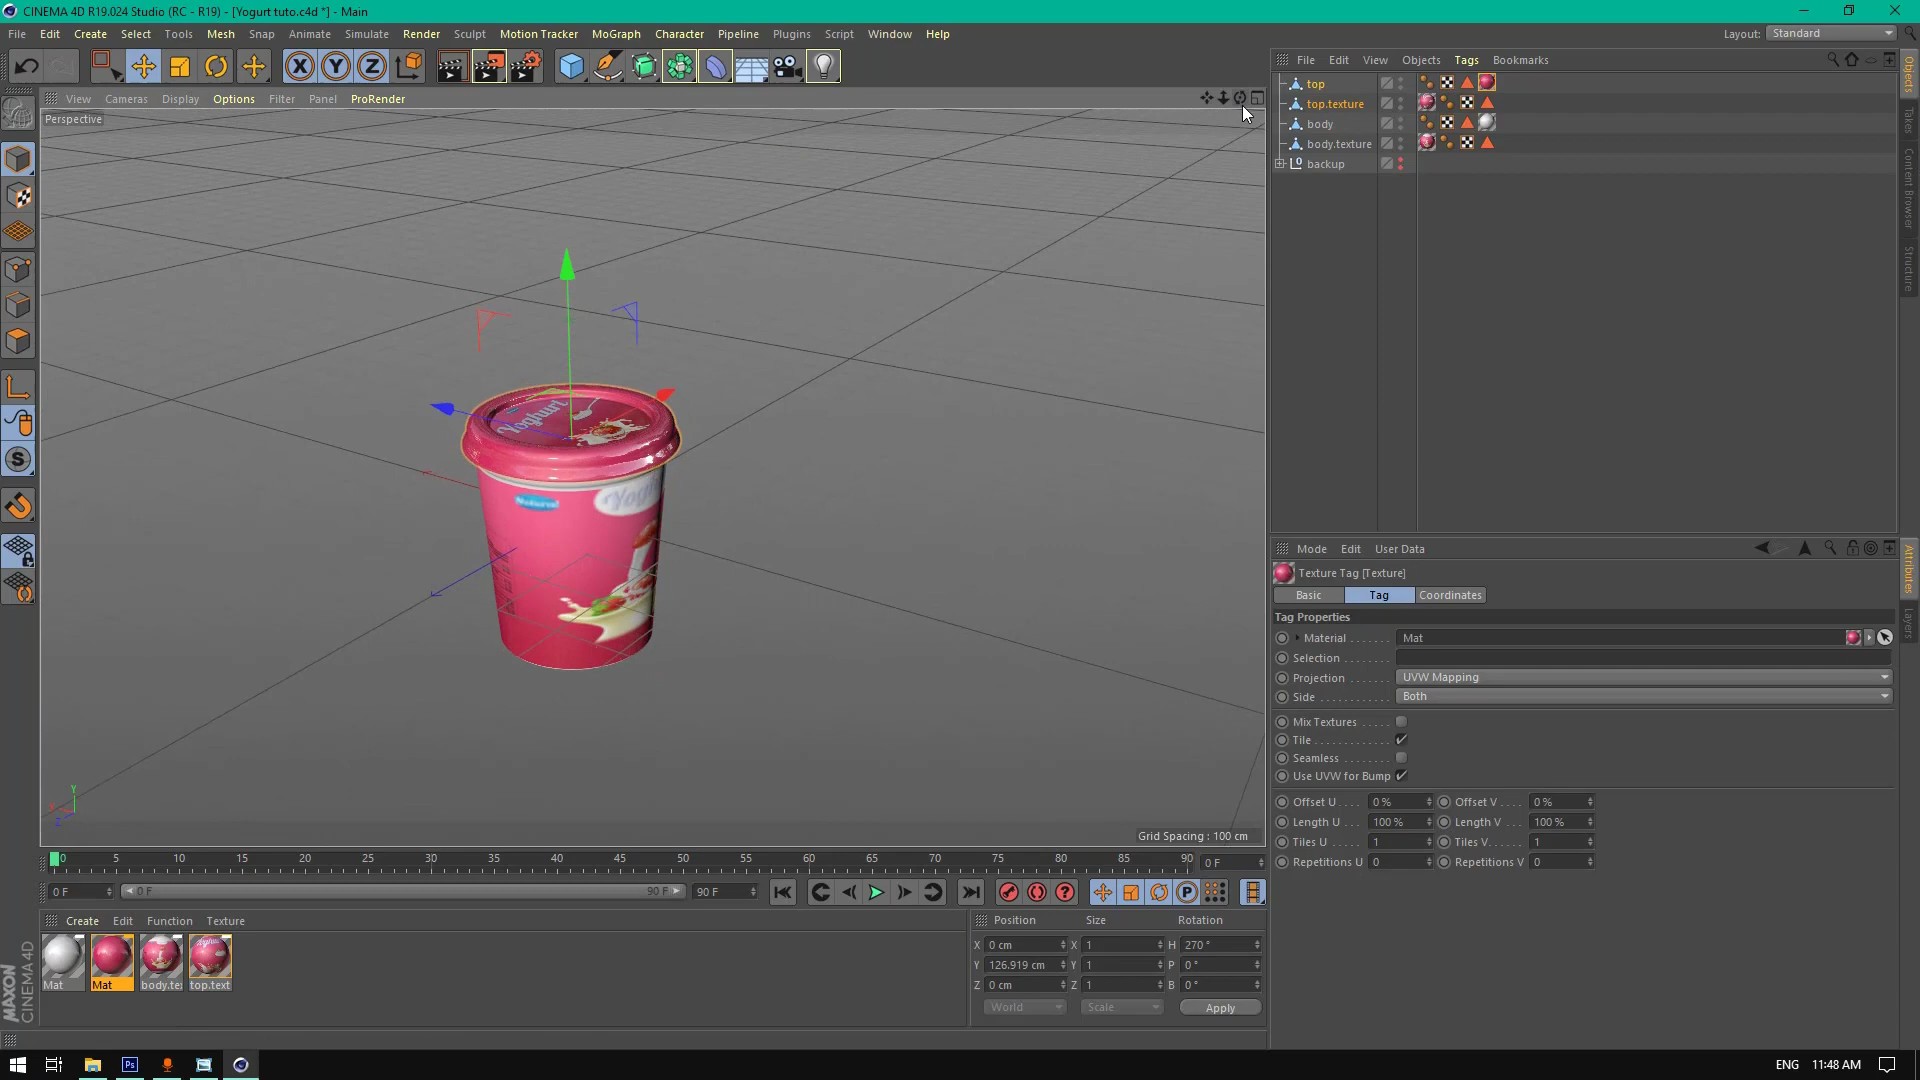 CINEMA 4D R19.024 Studio (RC - R19) - [Yogurt tuto.c4d *] - Main
File Edit Create Select Tools Mesh Snap Animate Simulate Render Sculpt Motion Tracker MoGraph Character Pipeline Plugins Script Window Help
Layout: Standard
X Y Z
View Cameras Display Options Filter Panel ProRender
Perspective
File Edit View Objects Tags Bookmarks
top
top.texture
body
body.texture
backup
Objects
Takes
Content Browser
Structure
Yoghurt
Natural
Grid Spacing : 100 cm
Mode Edit User Data
Texture Tag [Texture]
Basic Tag Coordinates
Tag Properties
Material . . . . . . . Mat
Selection . . . . . . . .
Projection . . . . . . . UVW Mapping
Side . . . . . . . . . . . . Both
Mix Textures . . . . .
Tile . . . . . . . . . . . . .
Seamless . . . . . . . .
Use UVW for Bump
Offset U . . . . 0 % Offset V . . . . 0 %
Length U . . . 100 % Length V . . . 100 %
Tiles U . . . . . 1 Tiles V. . . . . 1
Repetitions U 0 Repetitions V 0
Attributes
Layers
0 5 10 15 20 25 30 35 40 45 50 55 60 65 70 75 80 85 90 0 F
0 F 0 F 90 F 90 F
Create Edit Function Texture
Mat Mat body.te top.text
Position Size Rotation
X 0 cm X 1 H 270 °
Y 126.919 cm Y 1 P 0 °
Z 0 cm Z 1 B 0 °
World Scale Apply
MAXON
CINEMA 4D
Ps
ENG 11:48 AM